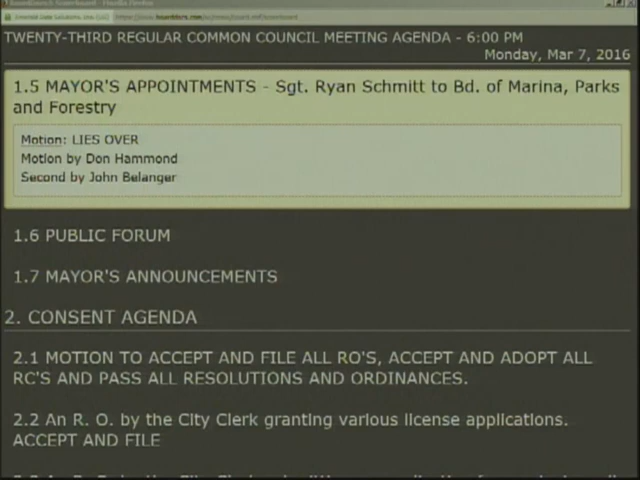 TWENTY-THIRD REGULAR COMMON COUNCIL MEETING AGENDA - 6:00 PM
Monday, Mar 7, 2016
1.5 MAYOR'S APPOINTMENTS - Sgt. Ryan Schmitt to Bd. of Marina, Parks
and Forestry
Motion: LIES OVER
Motion by Don Hammond
Second by John Belanger
1.6 PUBLIC FORUM
1.7 MAYOR'S ANNOUNCEMENTS
2. CONSENT AGENDA
2.1 MOTION TO ACCEPT AND FILE ALL RO'S, ACCEPT AND ADOPT ALL
RC'S AND PASS ALL RESOLUTIONS AND ORDINANCES.
2.2 An R. O. by the City Clerk granting various license applications.
ACCEPT AND FILE